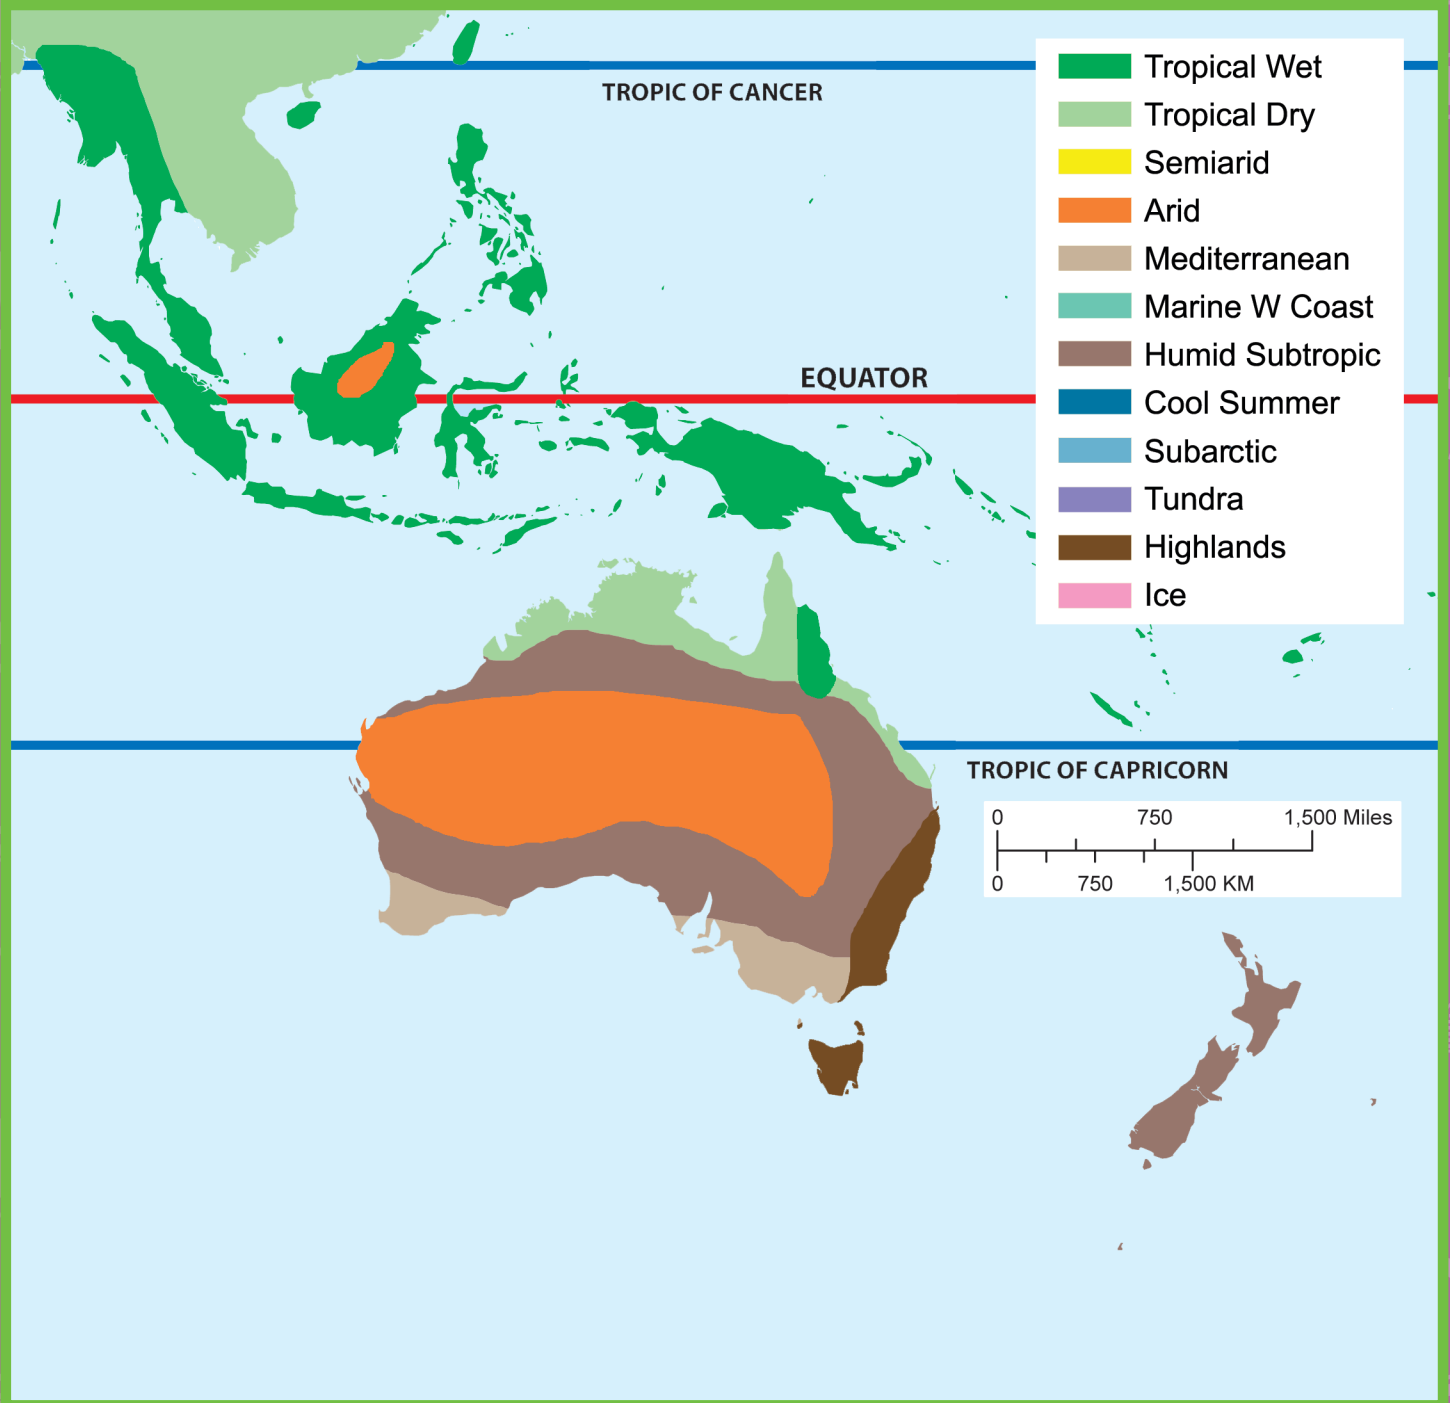 TROPIC OF CANCER
EQUATOR
TROPIC OF CAPRICORN
Tropical Wet
Tropical Dry
Semiarid
Arid
Mediterranean
Marine W Coast
Humid Subtropic
Cool Summer
Subarctic
Tundra
Highlands
Ice
0 750 1,500 Miles
0 750 1,500 KM